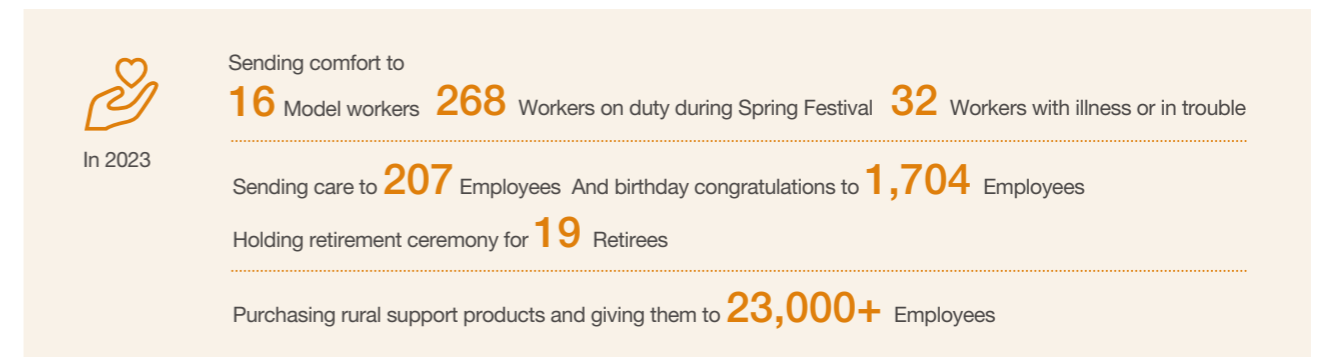 In 2023
Sending comfort to
16 Model workers 268 Workers on duty during Spring Festival 32 Workers with illness or in trouble
Sending care to 207 Employees And birthday congratulations to 1,704 Employees
Holding retirement ceremony for 19 Retirees
Purchasing rural support products and giving them to 23,000+ Employees